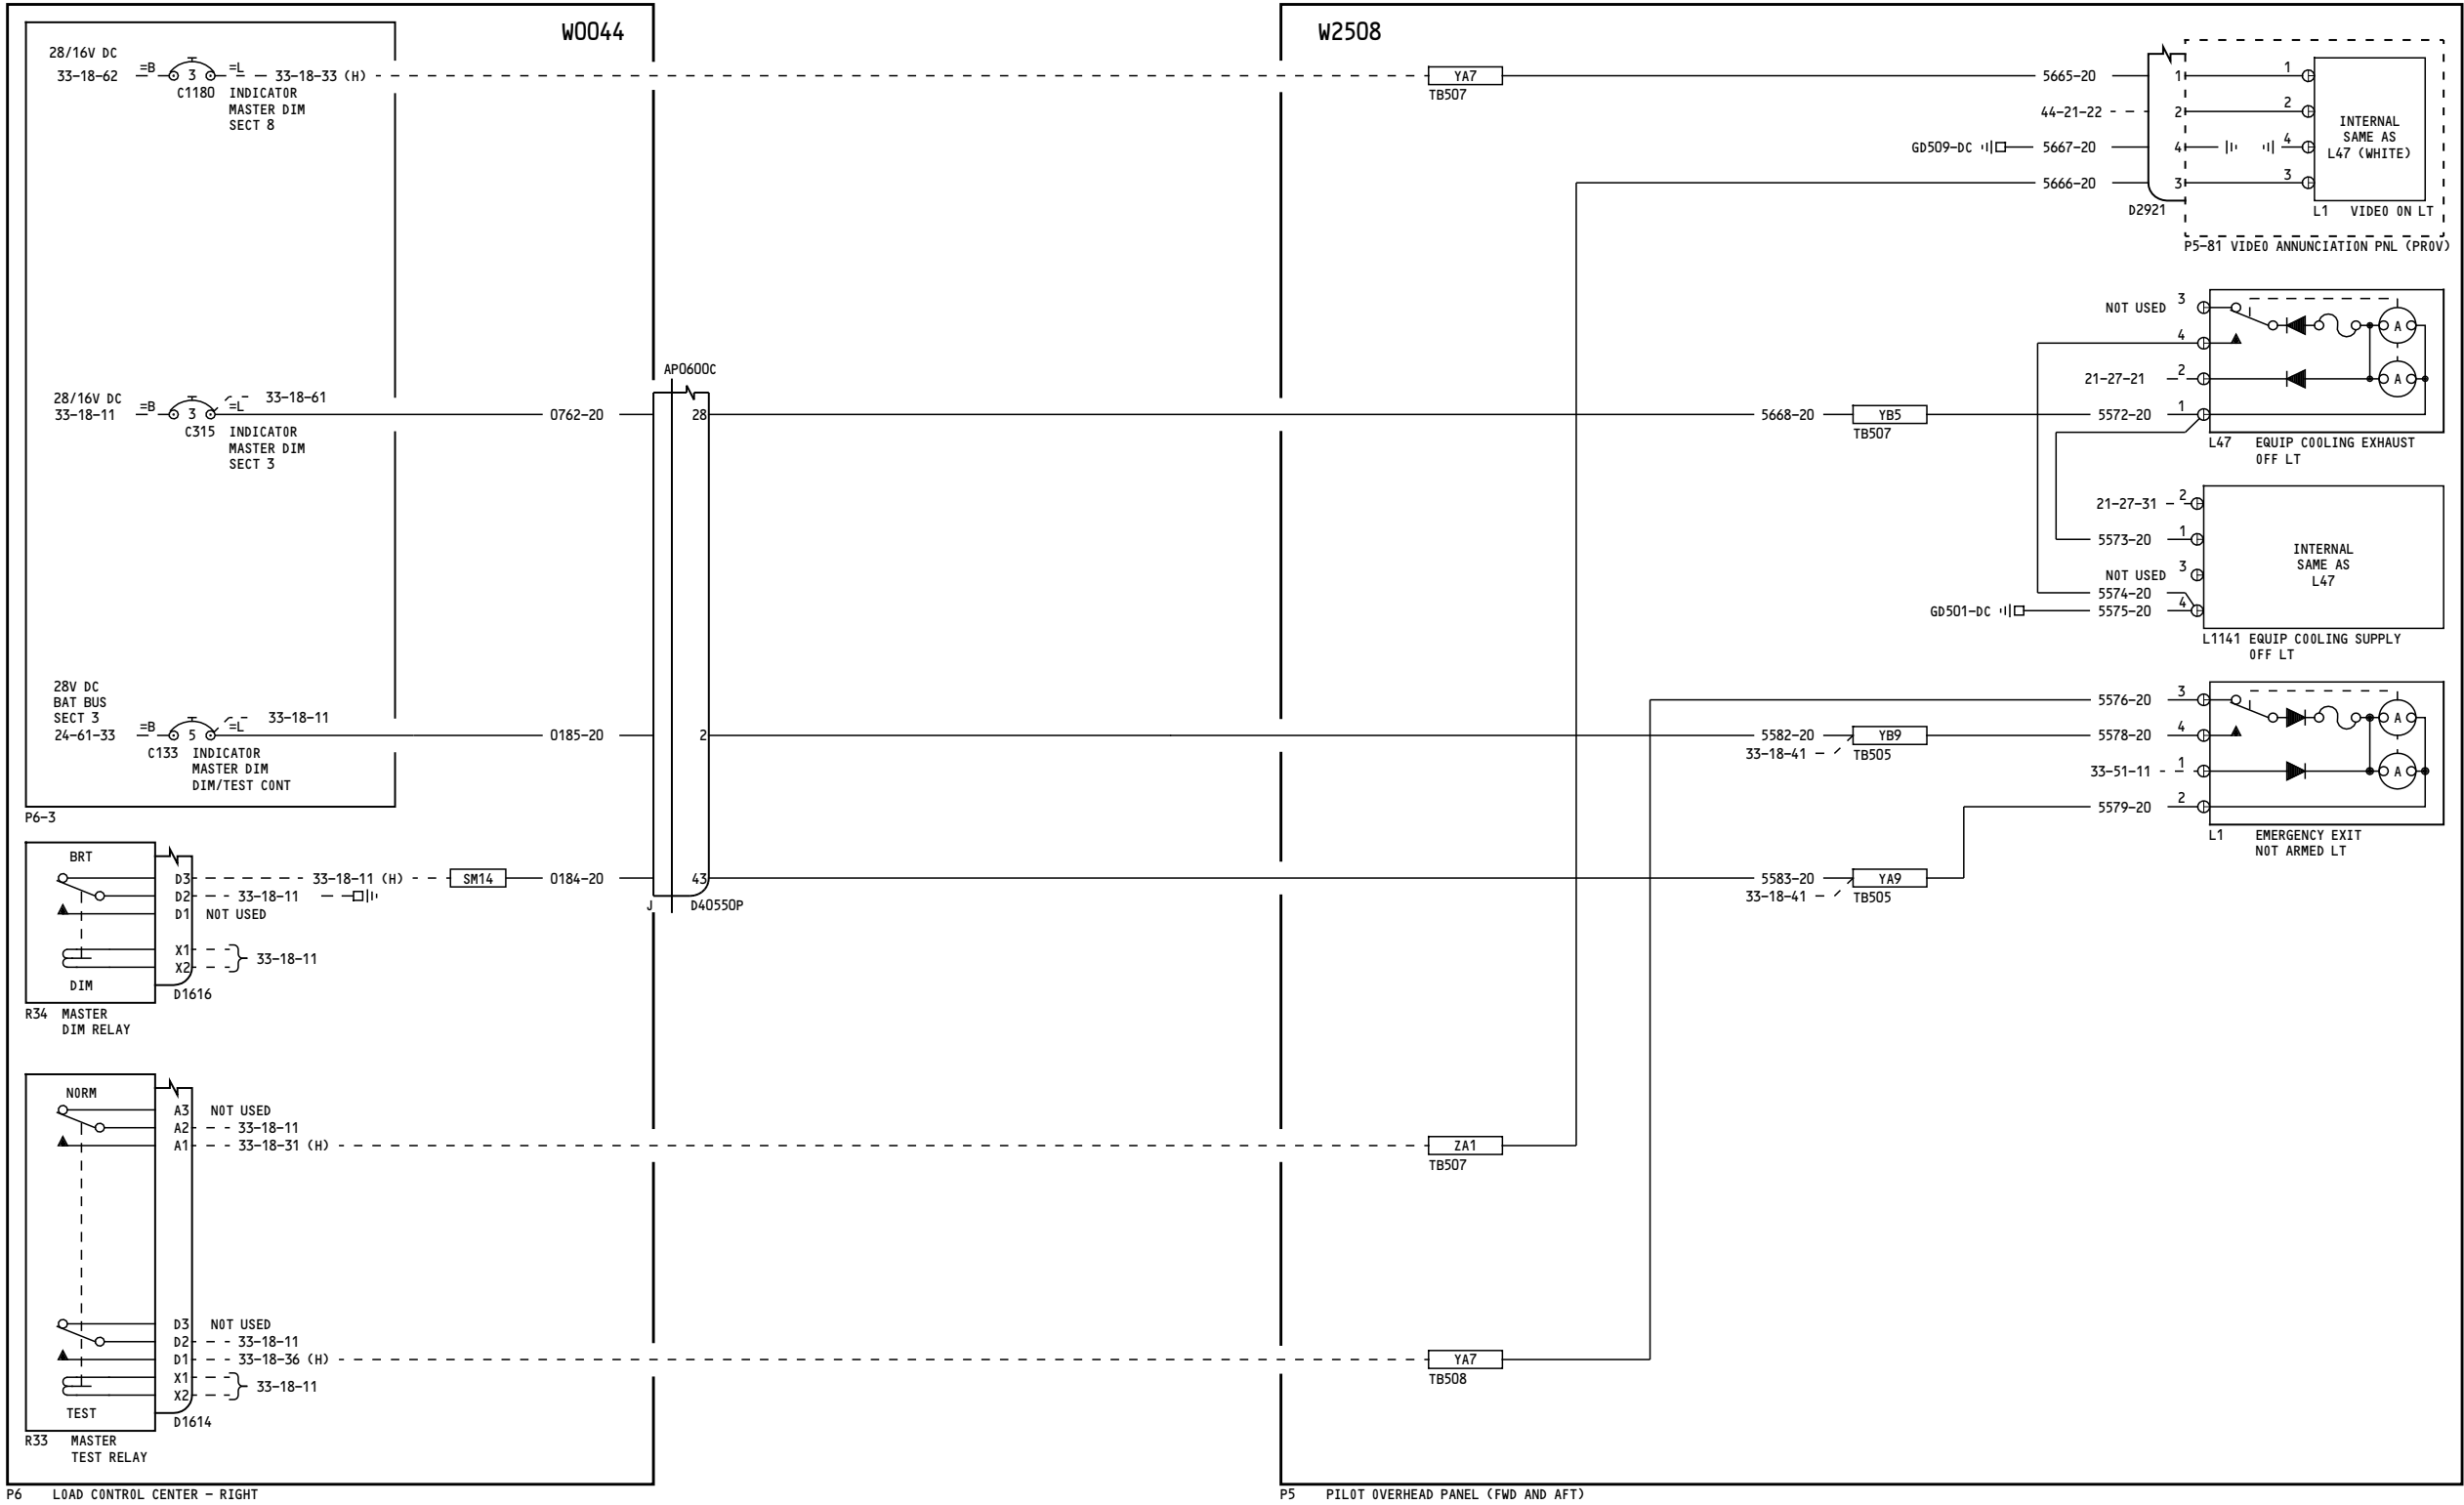 W0044
28/16V DC
33-18-62 =B 3 =L 33-18-33 (H)
C1180 INDICATOR
MASTER DIM
SECT 8
28/16V DC
33-18-11 =B 3 =L 33-18-61
C315 INDICATOR
MASTER DIM
SECT 3
0762-20
28V DC
BAT BUS
SECT 3
24-61-33 =B 5 =L 33-18-11
C133 INDICATOR
MASTER DIM
DIM/TEST CONT
0185-20
P6-3
BRT
D3 33-18-11 (H) SM14 0184-20
D2 33-18-11
D1 NOT USED
X1
X2
33-18-11
DIM
D1616
R34 MASTER
DIM RELAY
NORM
A3 NOT USED
A2 33-18-11
A1 33-18-31 (H)
D3 NOT USED
D2 33-18-11
D1 33-18-36 (H)
X1
X2
33-18-11
TEST
D1614
R33 MASTER
TEST RELAY
P6 LOAD CONTROL CENTER - RIGHT
AP0600C
28
2
43
J D40550P
W2508
YA7
TB507
5665-20 1 1
44-21-22 2 2
GD509-DC 5667-20 4 4
5666-20 3 3
D2921
INTERNAL
SAME AS
L47 (WHITE)
L1 VIDEO ON LT
P5-81 VIDEO ANNUNCIATION PNL (PROV)
NOT USED 3
4
21-27-21 2
5668-20 YB5 5572-20 1
TB507
A
A
L47 EQUIP COOLING EXHAUST
OFF LT
21-27-31 2
5573-20 1
NOT USED 3
5574-20
GD501-DC 5575-20 4
INTERNAL
SAME AS
L47
L1141 EQUIP COOLING SUPPLY
OFF LT
5576-20 3
5582-20 YB9 5578-20 4
33-18-41 TB505
33-51-11 1
5579-20 2
A
A
L1 EMERGENCY EXIT
NOT ARMED LT
5583-20 YA9
33-18-41 TB505
ZA1
TB507
YA7
TB508
P5 PILOT OVERHEAD PANEL (FWD AND AFT)